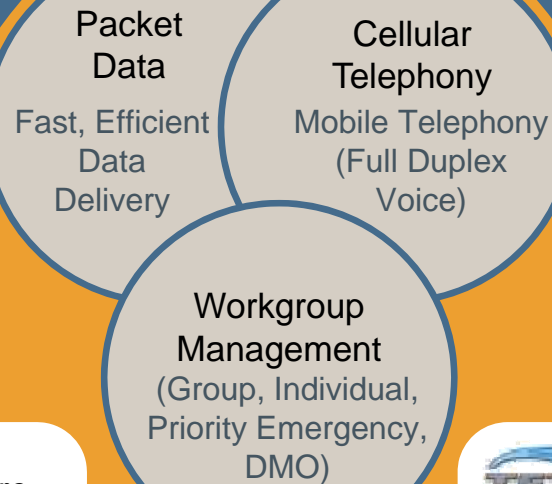 Packet
Data
Fast, Efficient
Data
Delivery
Cellular
Telephony
Mobile Telephony
(Full Duplex
Voice)
Workgroup
Management
(Group, Individual,
Priority Emergency,
DMO)